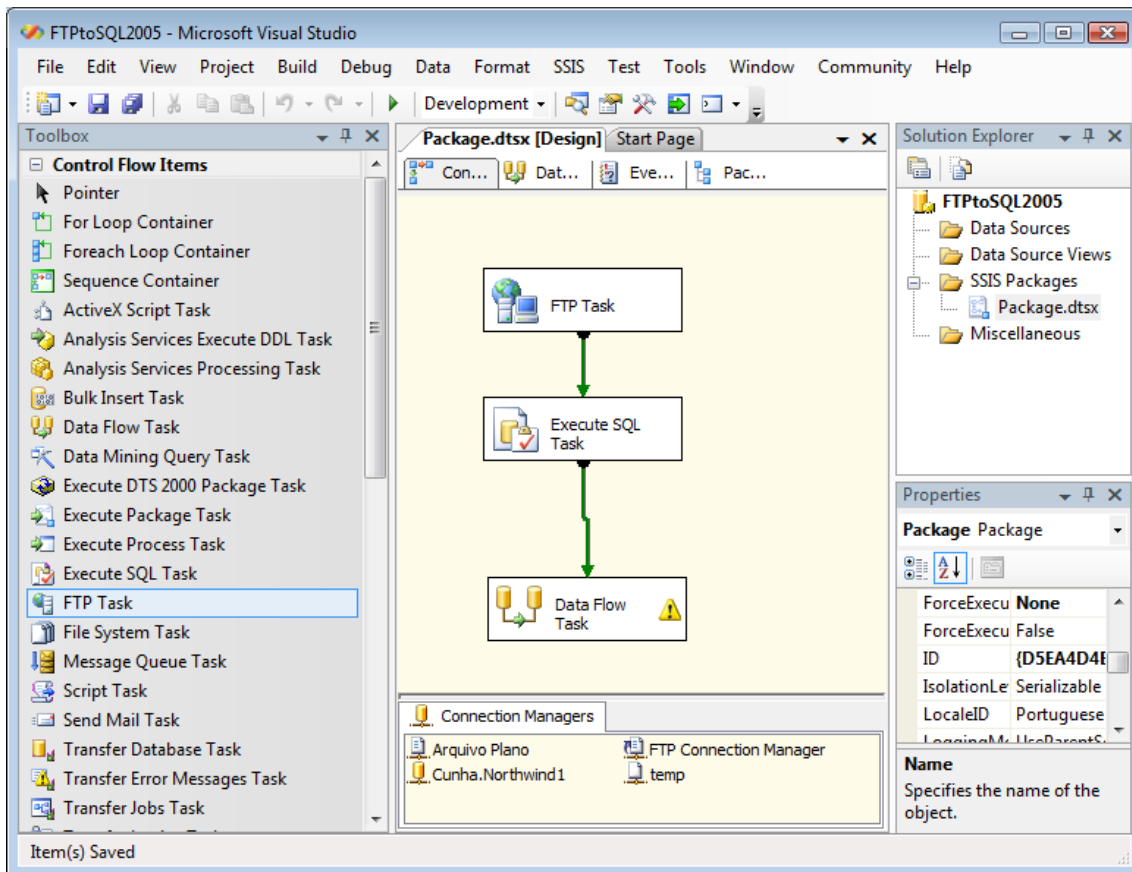 FTPtoSQL2005 - Microsoft Visual Studio
File Edit View Project Build Debug Data Format SSIS Test Tools Window Community Help
Development
Toolbox
Control Flow Items
Pointer
For Loop Container
Foreach Loop Container
Sequence Container
ActiveX Script Task
Analysis Services Execute DDL Task
Analysis Services Processing Task
Bulk Insert Task
Data Flow Task
Data Mining Query Task
Execute DTS 2000 Package Task
Execute Package Task
Execute Process Task
Execute SQL Task
FTP Task
File System Task
Message Queue Task
Script Task
Send Mail Task
Transfer Database Task
Transfer Error Messages Task
Transfer Jobs Task
Package.dtsx [Design] Start Page
Con... Dat... Eve... Pac...
FTP Task
Execute SQL
Task
Data Flow
Task
Connection Managers
Arquivo Plano FTP Connection Manager
Cunha.Northwind1 temp
Solution Explorer
FTPtoSQL2005
Data Sources
Data Source Views
SSIS Packages
Package.dtsx
Miscellaneous
Properties
Package Package
ForceExecu None
ForceExecu False
ID {D5EA4D4E
IsolationLe Serializable
LocaleID Portuguese
Name
Specifies the name of the
object.
Item(s) Saved